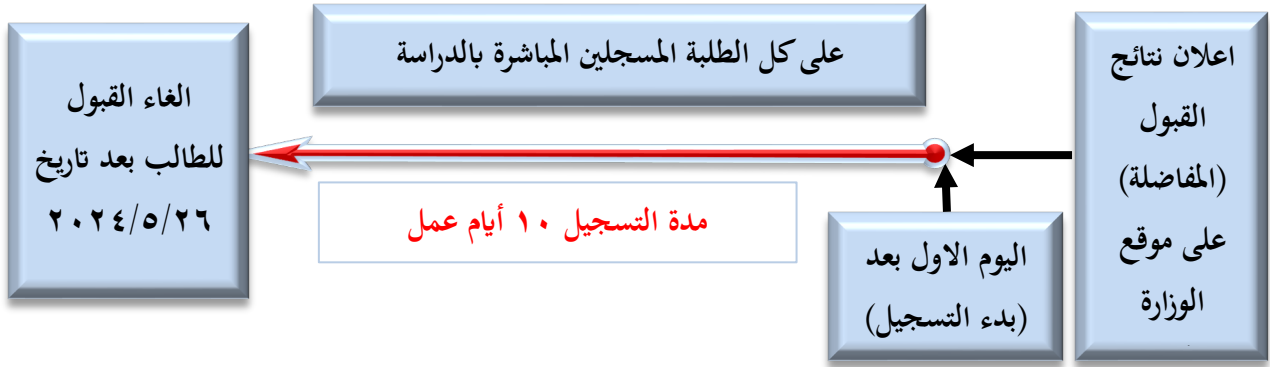 اعلان نتائج
القبول
(المفاضلة)
على موقع
الوزارة
اليوم الاول بعد
(بدء التسجيل)
على كل الطلبة المسجلين المباشرة بالدراسة
مدة التسجيل ١٠ أيام عمل
الغاء القبول
للطالب بعد تاريخ
٢٠٢٤/٥/٢٦